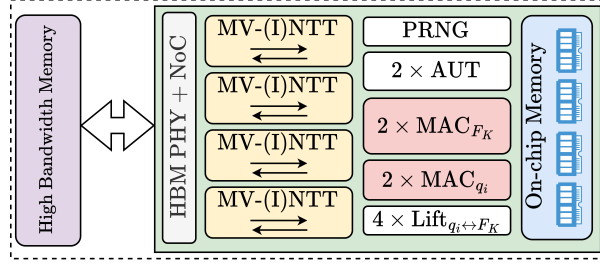 High Bandwidth Memory
HBM PHY + NoC
MV-(I)NTT
MV-(I)NTT
MV-(I)NTT
MV-(I)NTT
PRNG
2 × AUT
2 × MAC_{F_K}
2 × MAC_{q_i}
4 × Lift_{q_i↔F_K}
On-chip Memory